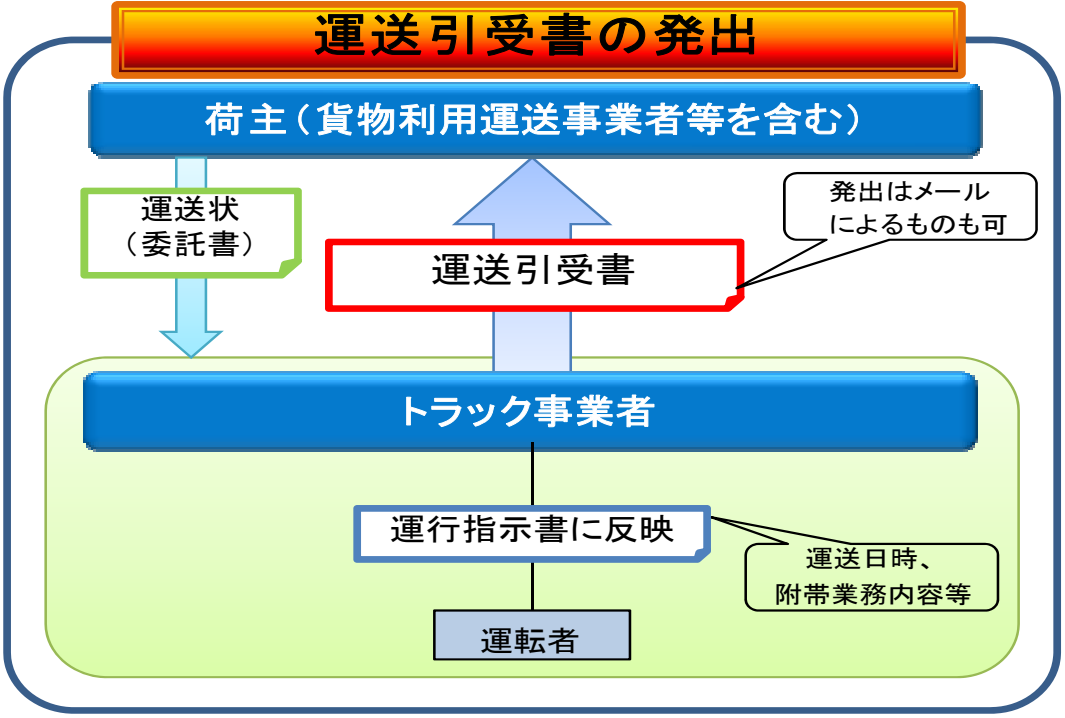 運送引受書の発出
荷主（貨物利用運送事業者等を含む）
運送状
（委託書）
運送引受書
発出はメール
によるものも可
トラック事業者
運行指示書に反映
運送日時、
附帯業務内容等
運転者